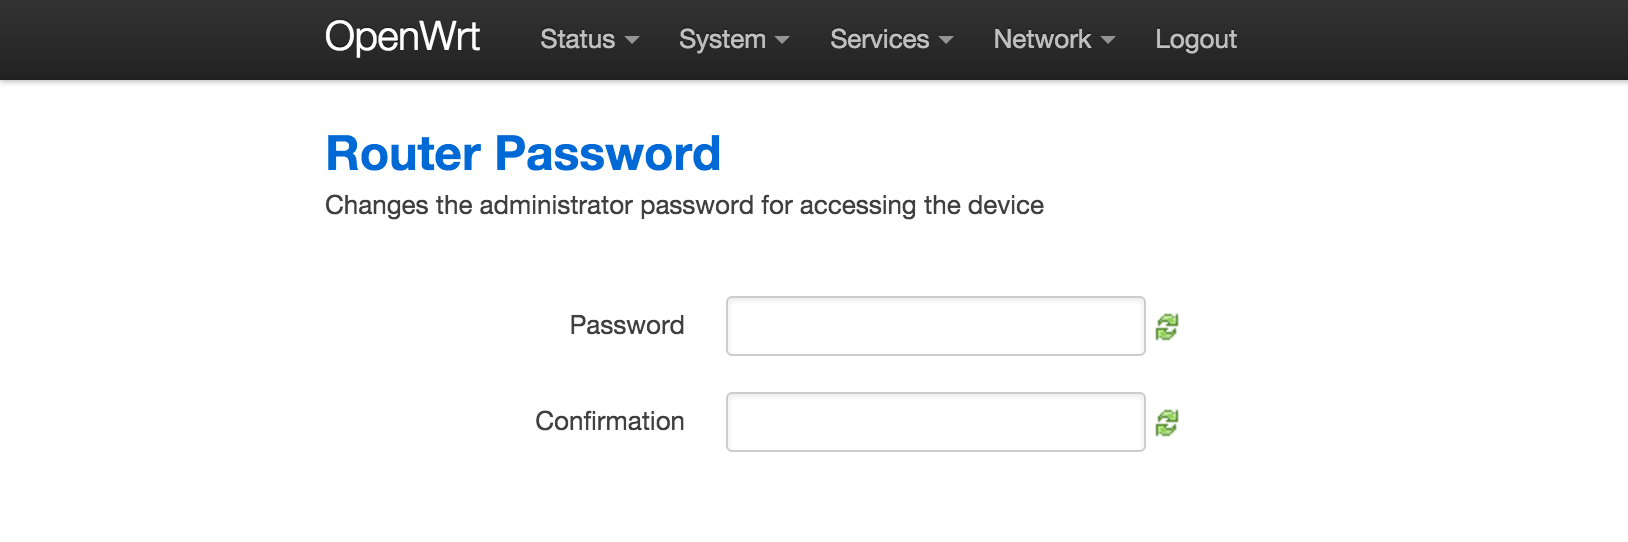 OpenWrt Status System Services Network Logout
Router Password
Changes the administrator password for accessing the device
Password
Confirmation